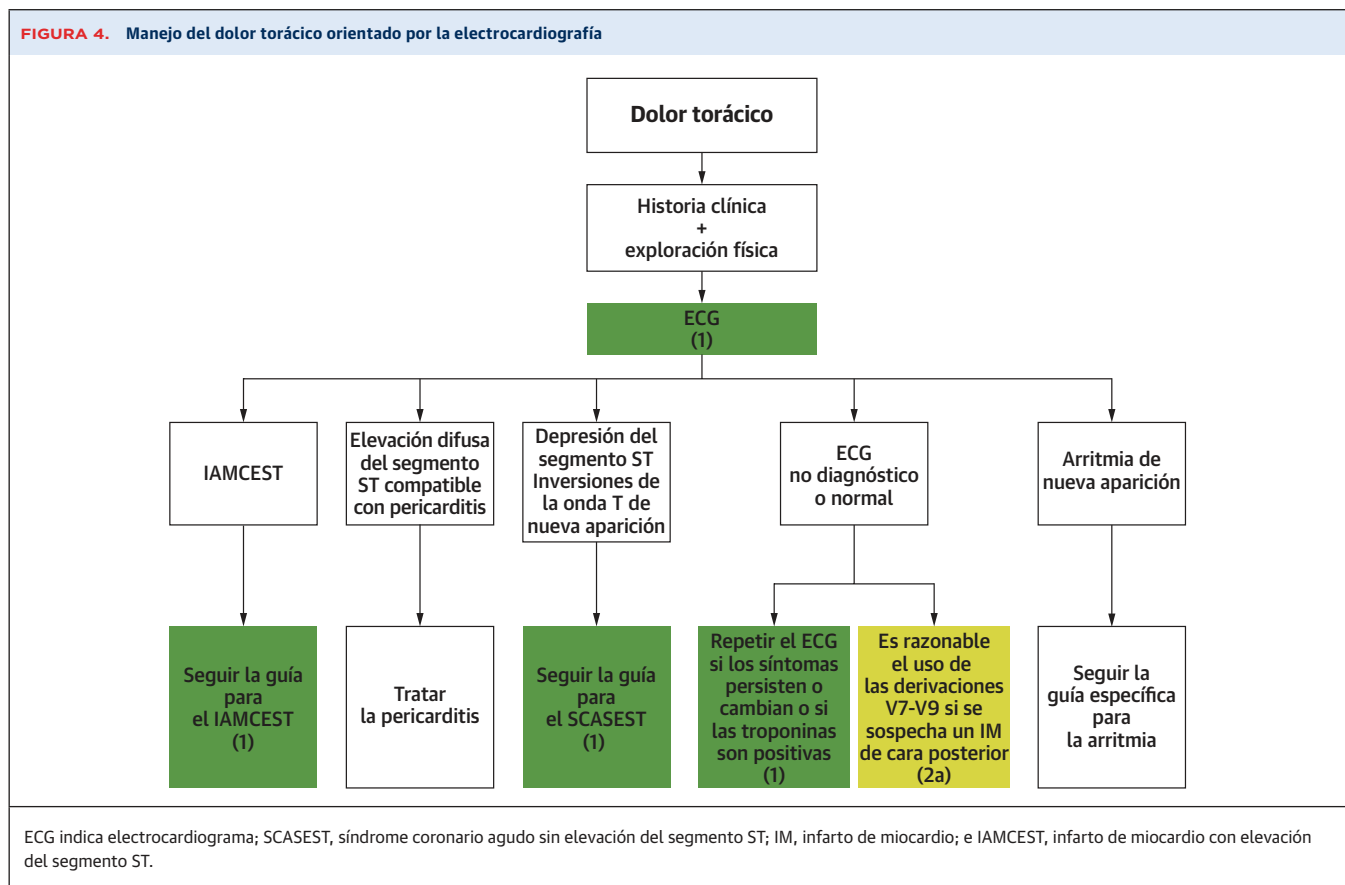 FIGURA 4. Manejo del dolor torácico orientado por la electrocardiografía
Dolor torácico
Historia clínica
+
exploración física
ECG
(1)
IAMCEST
Elevación difusa
del segmento
ST compatible
con pericarditis
Depresión del
segmento ST
Inversiones de
la onda T de
nueva aparición
ECG
no diagnóstico
o normal
Arritmia de
nueva aparición
Seguir la guía
para
el IAMCEST
(1)
Tratar
la pericarditis
Seguir la guía
para
el SCASEST
(1)
Repetir el ECG
si los síntomas
persisten o
cambian o si
las troponinas
son positivas
(1)
Es razonable
el uso de
las derivaciones
V7-V9 si se
sospecha un IM
de cara posterior
(2a)
Seguir la
guía específica
para
la arritmia
ECG indica electrocardiograma; SCASEST, síndrome coronario agudo sin elevación del segmento ST; IM, infarto de miocardio; e IAMCEST, infarto de miocardio con elevación
del segmento ST.